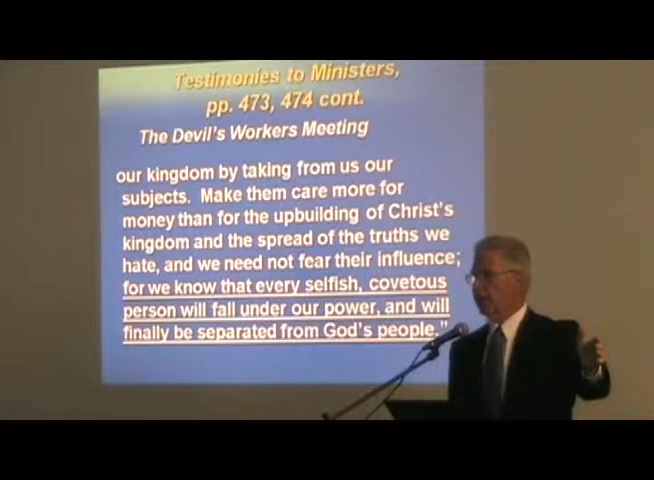 Testimonies to Ministers,
pp. 473, 474 cont.
The Devil's Workers Meeting
our kingdom by taking from us our
subjects. Make them care more for
money than for the upbuilding of Christ's
kingdom and the spread of the truths we
hate, and we need not fear their influence;
for we know that every selfish, covetous
person will fall under our power, and will
finally be separated from God's people."